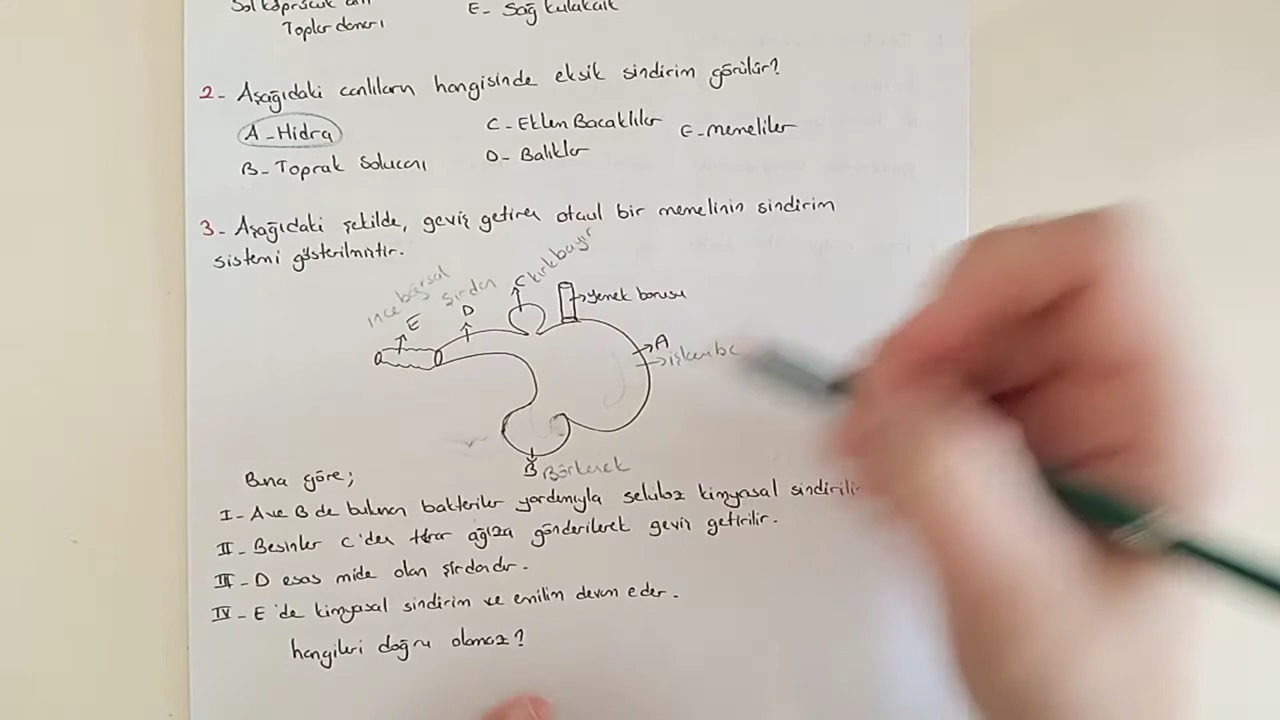 Toplar damarı
E- Sağ kulakçık
2- Aşağıdaki canlıların hangisinde eksik sindirim görülür?
A-Hidra
C- Eklem Bacaklılar
E-memeliler
B- Toprak Solucanı
D- Balıklar
3- Aşağıdaki şekilde, geviş getiren otçul bir memelinin sindirim
sistemi gösterilmiştir.
ince bağırsak
şirden
kırkbayır
C
yemek borusu
E
D
A
işkembe
B Börkenek
Buna göre;
I- A ve B de bulunan bakteriler yardımıyla selüloz kimyasal sindirilir
II- Besinler C'den tekrar ağıza gönderilerek geviş getirilir.
III- D esas mide olan şirdendir.
IV- E'de kimyasal sindirim ve emilim devam eder.
hangileri doğru olamaz?